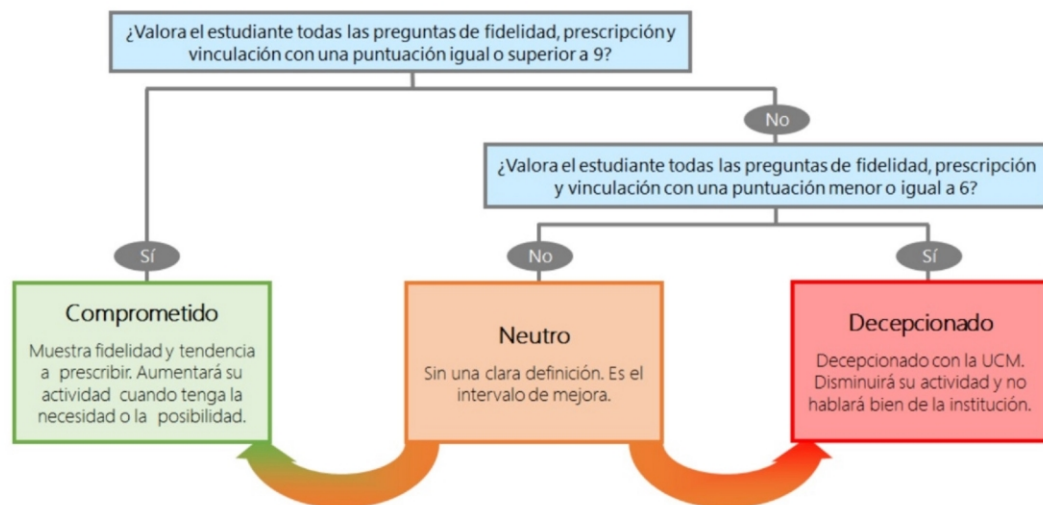 ¿Valora el estudiante todas las preguntas de fidelidad, prescripción y
vinculación con una puntuación igual o superior a 9?
No
¿Valora el estudiante todas las preguntas de fidelidad, prescripción
y vinculación con una puntuación menor o igual a 6?
Sí
No
Sí
Comprometido
Muestra fidelidad y tendencia
a prescribir. Aumentará su
actividad cuando tenga la
necesidad o la posibilidad.
Neutro
Sin una clara definición. Es el
intervalo de mejora.
Decepcionado
Decepcionado con la UCM.
Disminuirá su actividad y no
hablará bien de la institución.